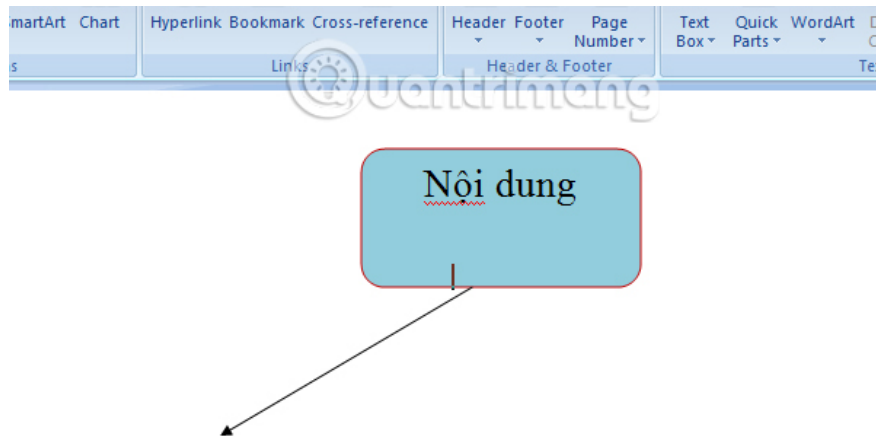 SmartArt Chart Hyperlink Bookmark Cross-reference Header Footer Page Number Text Box Quick Parts WordArt
Links Header & Footer
Quantrimang
Nội dung